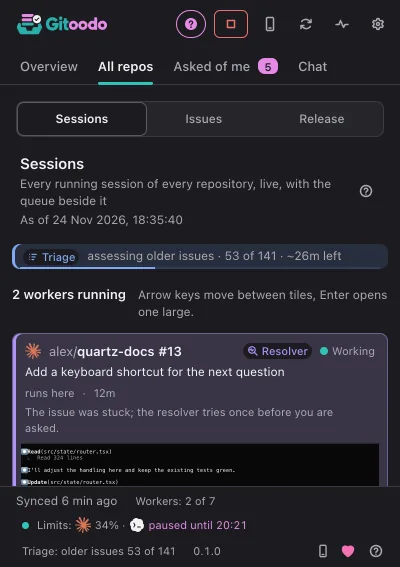 Gitoodo
Overview All repos Asked of me 5 Chat
Sessions Issues Release
Sessions
Every running session of every repository, live, with the
queue beside it
As of 24 Nov 2026, 18:35:40
Triage assessing older issues · 53 of 141 · ~26m left
2 workers running Arrow keys move between tiles, Enter opens
one large.
alex/quartz-docs #13 Resolver Working
Add a keyboard shortcut for the next question
runs here · 12m
The issue was stuck; the resolver tries once before you are
asked.
Read(src/state/router.tsx)
Read 324 lines
I'll adjust the handling here and keep the existing tests green.
Update(src/state/router.tsx)
Synced 6 min ago Workers: 2 of 7
Limits: 34% · paused until 20:21
Triage: older issues 53 of 141 0.1.0